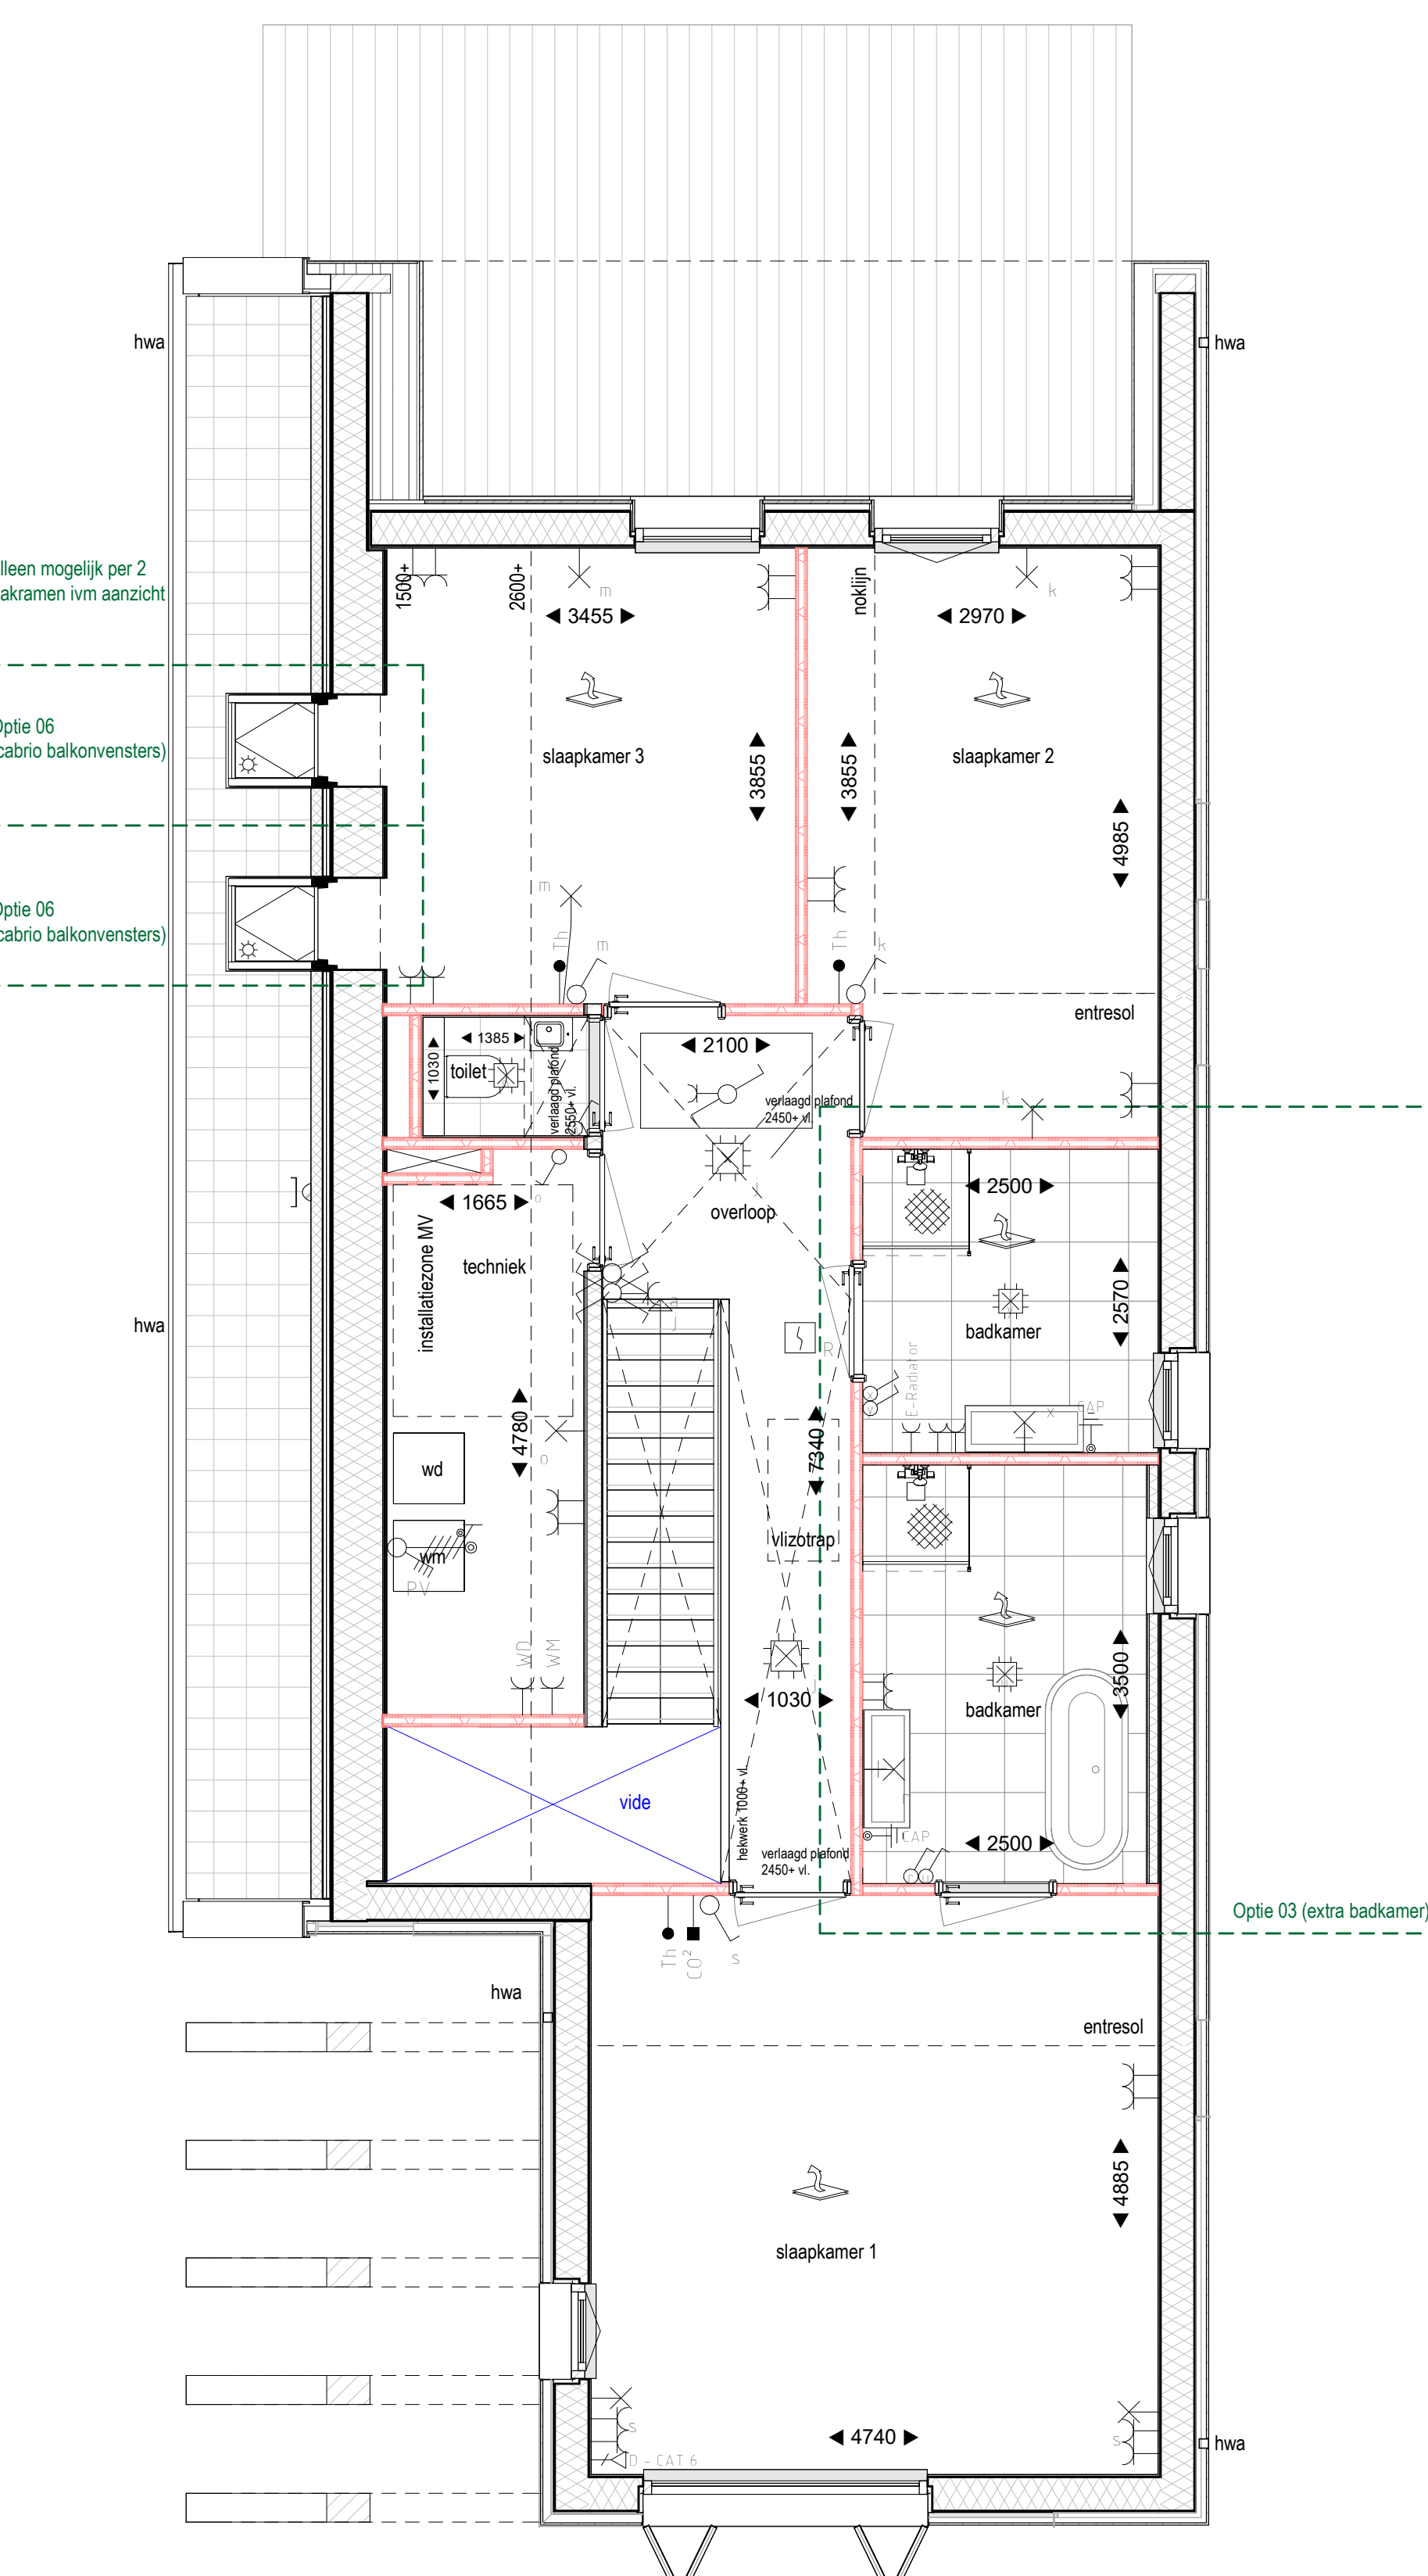 hwa
hwa
lleen mogelijk per 2
akramen ivm aanzicht
1500+
2600+
m
noklijn
k
◄ 3455 ►
◄ 2970 ►
Optie 06
cabrio balkonvensters)
slaapkamer 3
◄ 3855 ►
◄ 3855 ►
slaapkamer 2
◄ 4985 ►
Optie 06
cabrio balkonvensters)
m
Th
m
Th
k
entresol
◄ 1385 ►
◄ 1030 ►
toilet
verlaagd plafond
2550+ vl.
◄ 2100 ►
verlaagd plafond
2450+ vl.
k
◄ 1665 ►
o
overloop
◄ 2500 ►
installatiezone MV
techniek
hwa
a
j
R
badkamer
◄ 2570 ►
E-Radiator
x
y
x
CAP
◄ 4780 ►
o
wd
◄ 7340 ►
vlizotrap
wm
PV
WD
WM
◄ 1030 ►
◄ 3500 ►
badkamer
vide
hekwerk 1000+ vl.
verlaagd plafond
2450+ vl.
CAP
◄ 2500 ►
Optie 03 (extra badkamer)
Th
CO²
s
hwa
entresol
◄ 4885 ►
slaapkamer 1
s
◄ 4740 ►
s
D - CAT 6
hwa